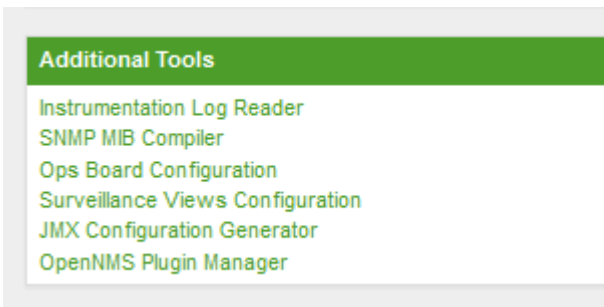 Additional Tools
Instrumentation Log Reader
SNMP MIB Compiler
Ops Board Configuration
Surveillance Views Configuration
JMX Configuration Generator
OpenNMS Plugin Manager